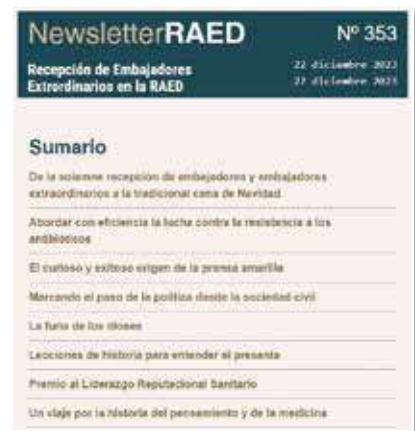 NewsletterRAED
Nº 353
Recepción de Embajadores
Extrordinarios en la RAED
22 diciembre 2023
27 diciembre 2023
Sumario
De la solemne recepción de embajadores y embajadores
extraordinarios a la tradicional cena de Navidad
Abordar con eficiencia la lucha contra la resistencia a los
antibióticos
El curioso y exitoso origen de la prensa amarilla
Marcando el paso de la política desde la sociedad civil
La furia de los dioses
Lecciones de historia para entender el presente
Premio al Liderazgo Reputacional Sanitario
Un viaje por la historia del pensamiento y de la medicina